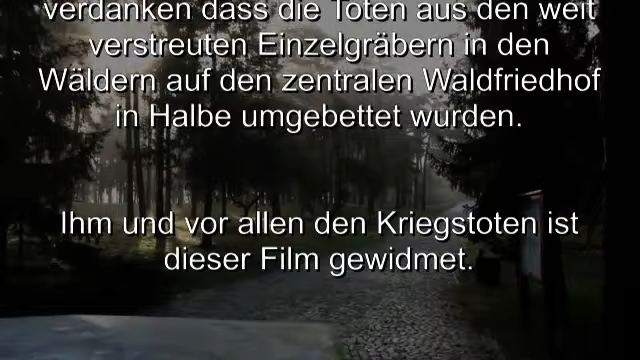 verdanken dass die Toten aus den weit
verstreuten Einzelgräbern in den
Wäldern auf den zentralen Waldfriedhof
in Halbe umgebettet wurden.
Ihm und vor allen den Kriegstoten ist
dieser Film gewidmet.